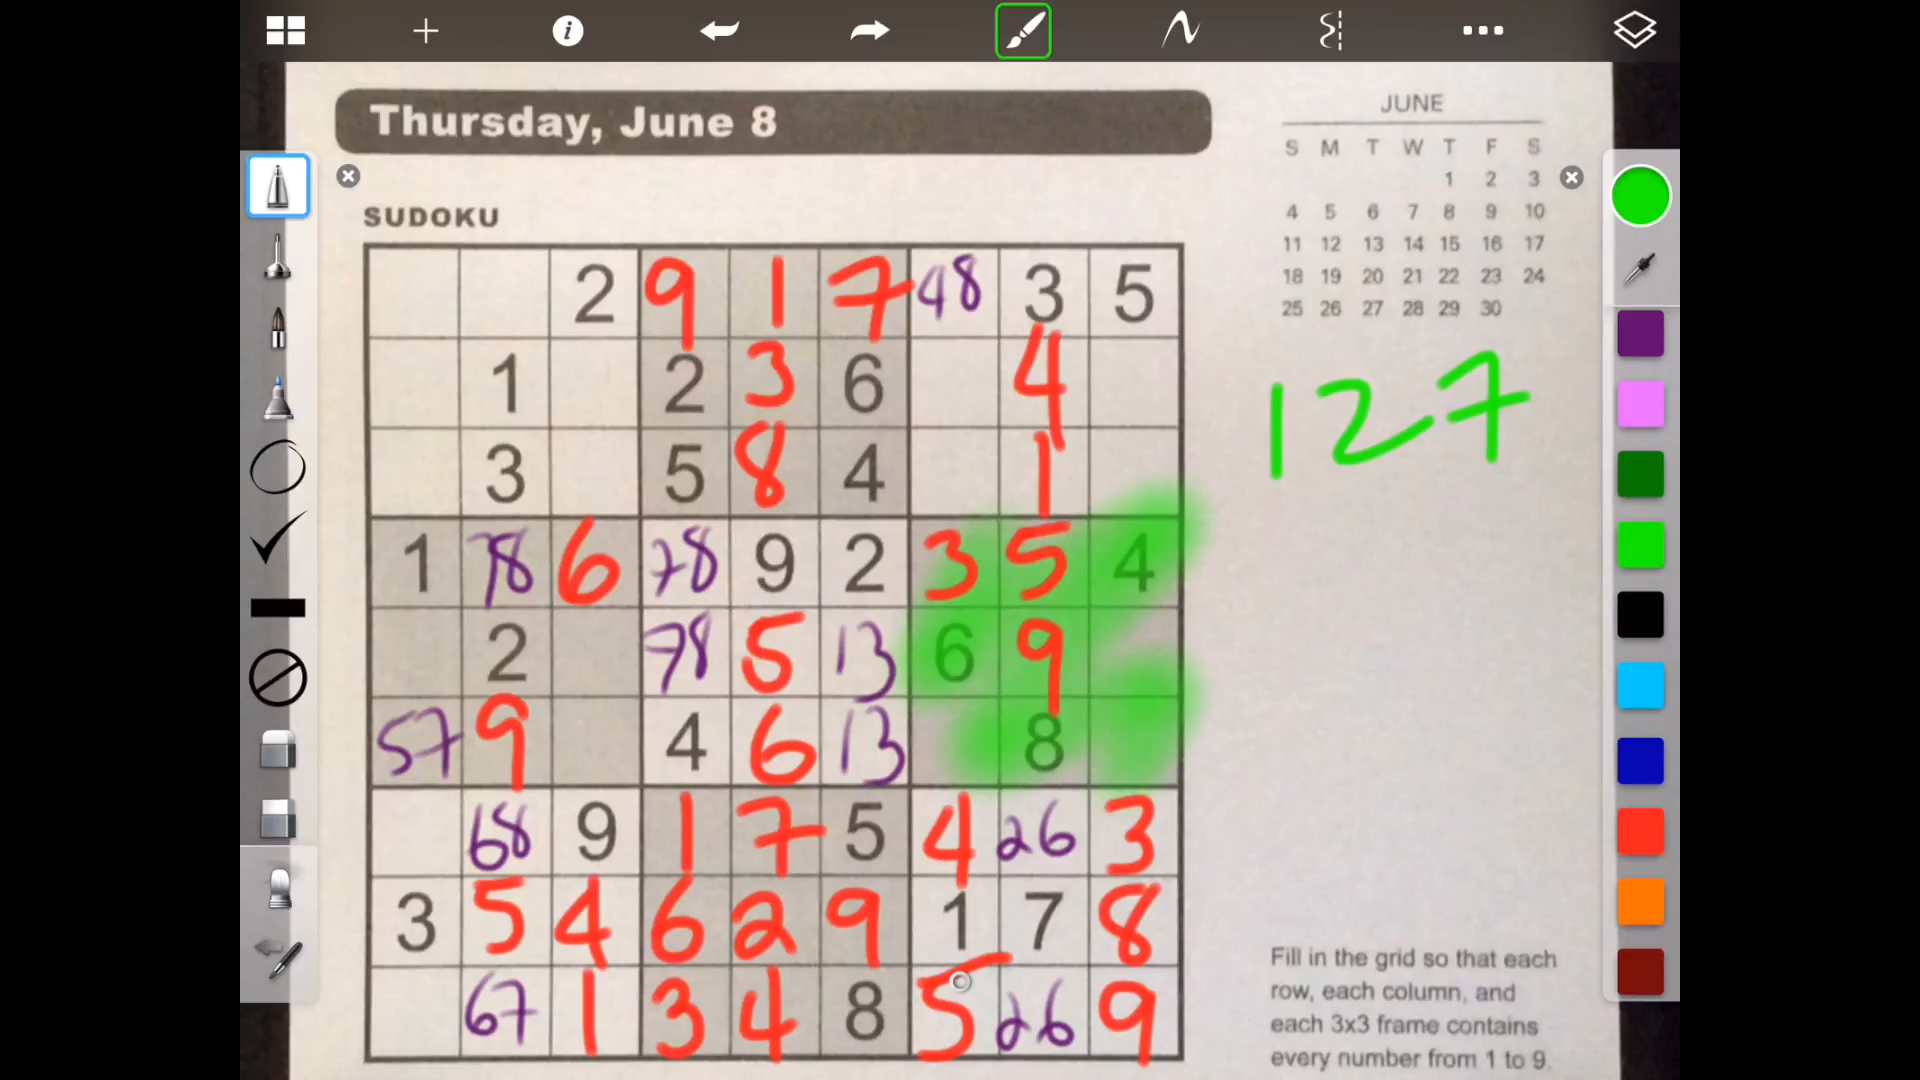 Thursday, June 8
JUNE
S M T W T F S
1 2 3
4 5 6 7 8 9 10
11 12 13 14 15 16 17
18 19 20 21 22 23 24
25 26 27 28 29 30
SUDOKU
2 9 1 7 48 3 5
1 2 3 6 4
127
3 5 8 4 1
1 78 6 78 9 2 3 5 4
2 78 5 13 6 9
57 9 4 6 13 8
68 9 1 7 5 4 26 3
3 5 4 6 2 9 1 7 8
67 1 3 4 8 5 26 9
Fill in the grid so that each
row, each column, and
each 3x3 frame contains
every number from 1 to 9.